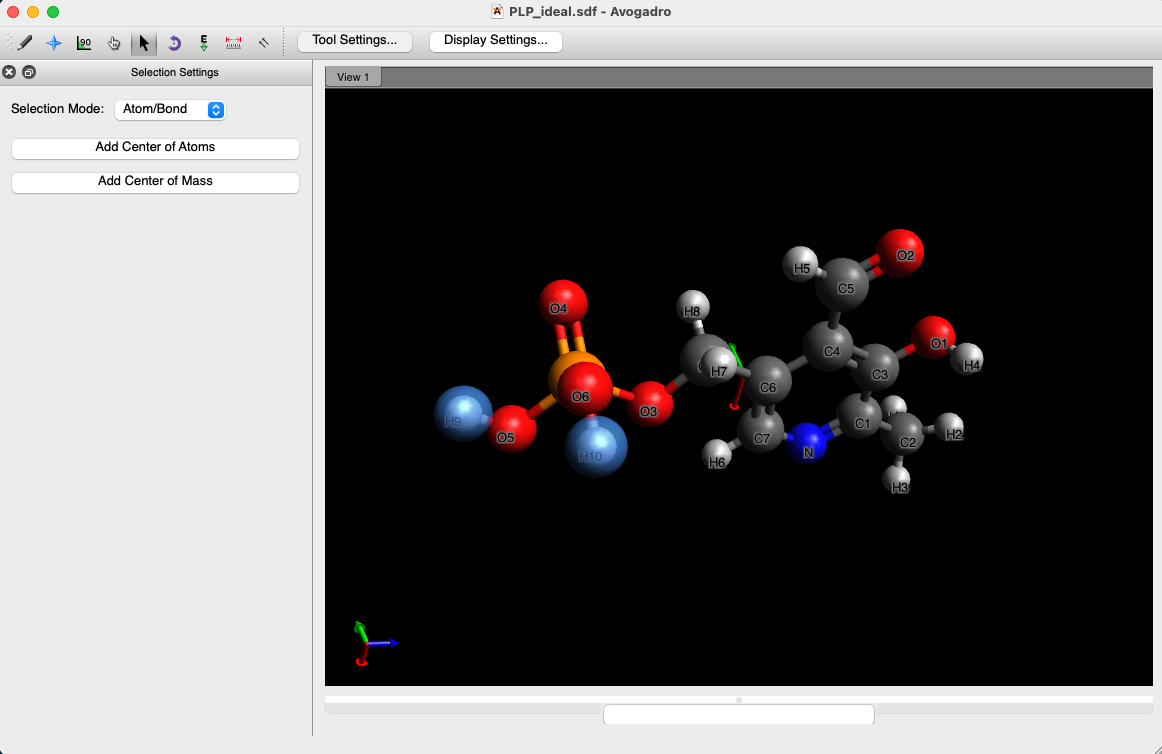 PLP_ideal.sdf - Avogadro
90
E
Tool Settings...
Display Settings...
Selection Settings
View 1
Selection Mode:
Atom/Bond
Add Center of Atoms
Add Center of Mass
O2
H5
C5
O4
H8
O1
C4
H4
C3
H7
C6
O6
O3
H9
C1
H2
O5
C7
C2
N
H10
H6
H3